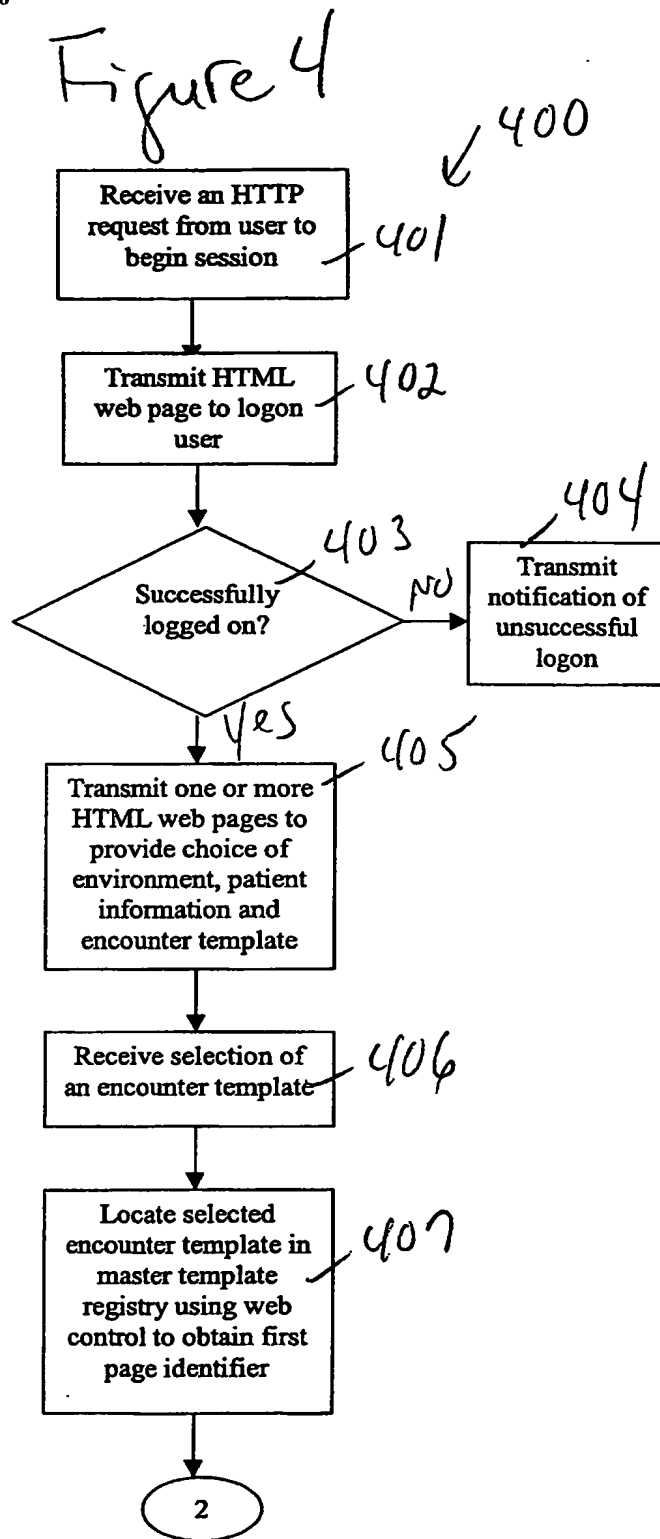 Figure 4
400
Receive an HTTP
request from user to
begin session
401
Transmit HTML
web page to logon
user
402
Successfully
logged on?
403
NO
404
Transmit
notification of
unsuccessful
logon
Yes
405
Transmit one or more
HTML web pages to
provide choice of
environment, patient
information and
encounter template
Receive selection of
an encounter template
406
Locate selected
encounter template in
master template
registry using web
control to obtain first
page identifier
407
2